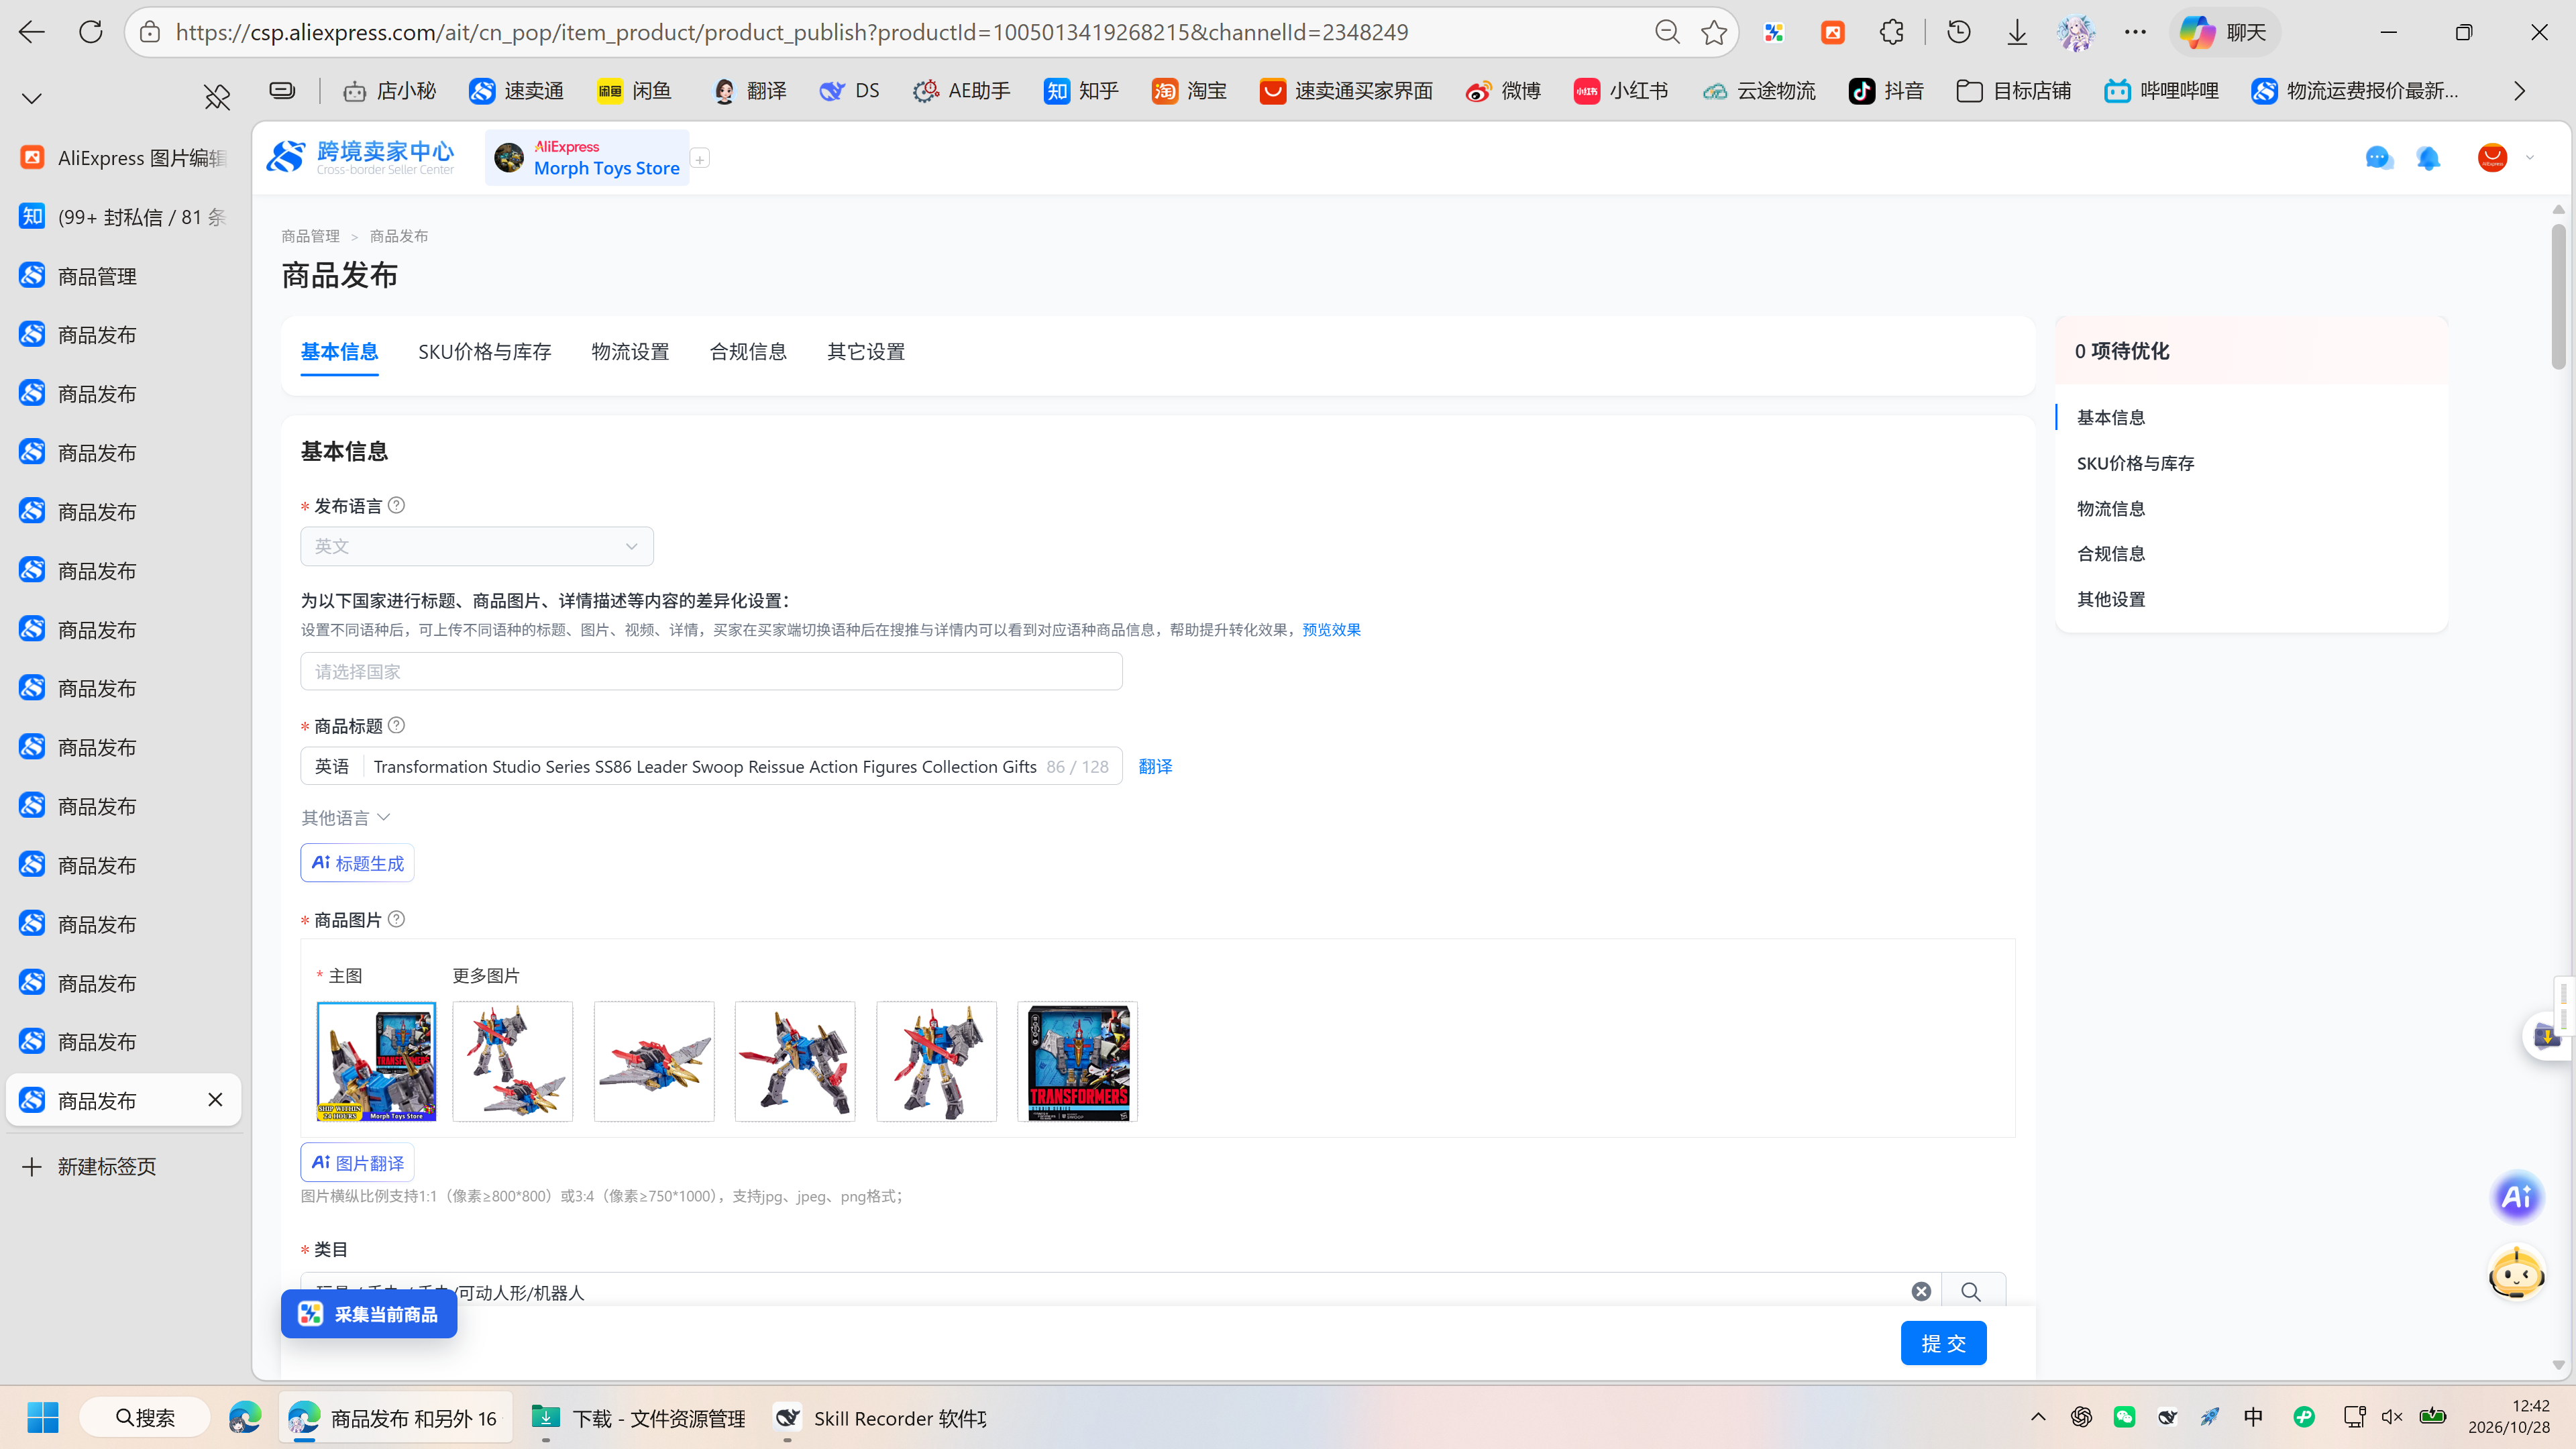 https://csp.aliexpress.com/ait/cn_pop/item_product/product_publish?productId=1005013419268215&channelId=2348249
聊天
店小秘
速卖通
闲鱼
翻译
DS
AE助手
知乎
淘宝
速卖通买家界面
微博
小红书
云途物流
抖音
目标店铺
哔哩哔哩
物流运费报价最新...
AliExpress 图片编辑
(99+ 封私信 / 81 条
商品管理
商品发布
商品发布
商品发布
商品发布
商品发布
商品发布
商品发布
商品发布
商品发布
商品发布
商品发布
商品发布
商品发布
商品发布
新建标签页
跨境卖家中心
Cross-border Seller Center
AliExpress
Morph Toys Store
商品管理 > 商品发布
商品发布
基本信息
SKU价格与库存
物流设置
合规信息
其它设置
0 项待优化
基本信息
SKU价格与库存
物流信息
合规信息
其他设置
基本信息
* 发布语言
英文
为以下国家进行标题、商品图片、详情描述等内容的差异化设置：
设置不同语种后，可上传不同语种的标题、图片、视频、详情，买家在买家端切换语种后在搜推与详情内可以看到对应语种商品信息，帮助提升转化效果，预览效果
请选择国家
* 商品标题
英语 Transformation Studio Series SS86 Leader Swoop Reissue Action Figures Collection Gifts 86 / 128 翻译
其他语言
Ai 标题生成
* 商品图片
* 主图
更多图片
SHIP WITHIN
24 HOURS
Morph Toys Store
TRANSFORMERS
Ai 图片翻译
图片横纵比例支持1:1（像素≥800*800）或3:4（像素≥750*1000），支持jpg、jpeg、png格式；
* 类目
/可动人形/机器人
采集当前商品
提 交
Ai
搜索
商品发布 和另外 16
下载 - 文件资源管理
Skill Recorder 软件
中
12:42
2026/10/28